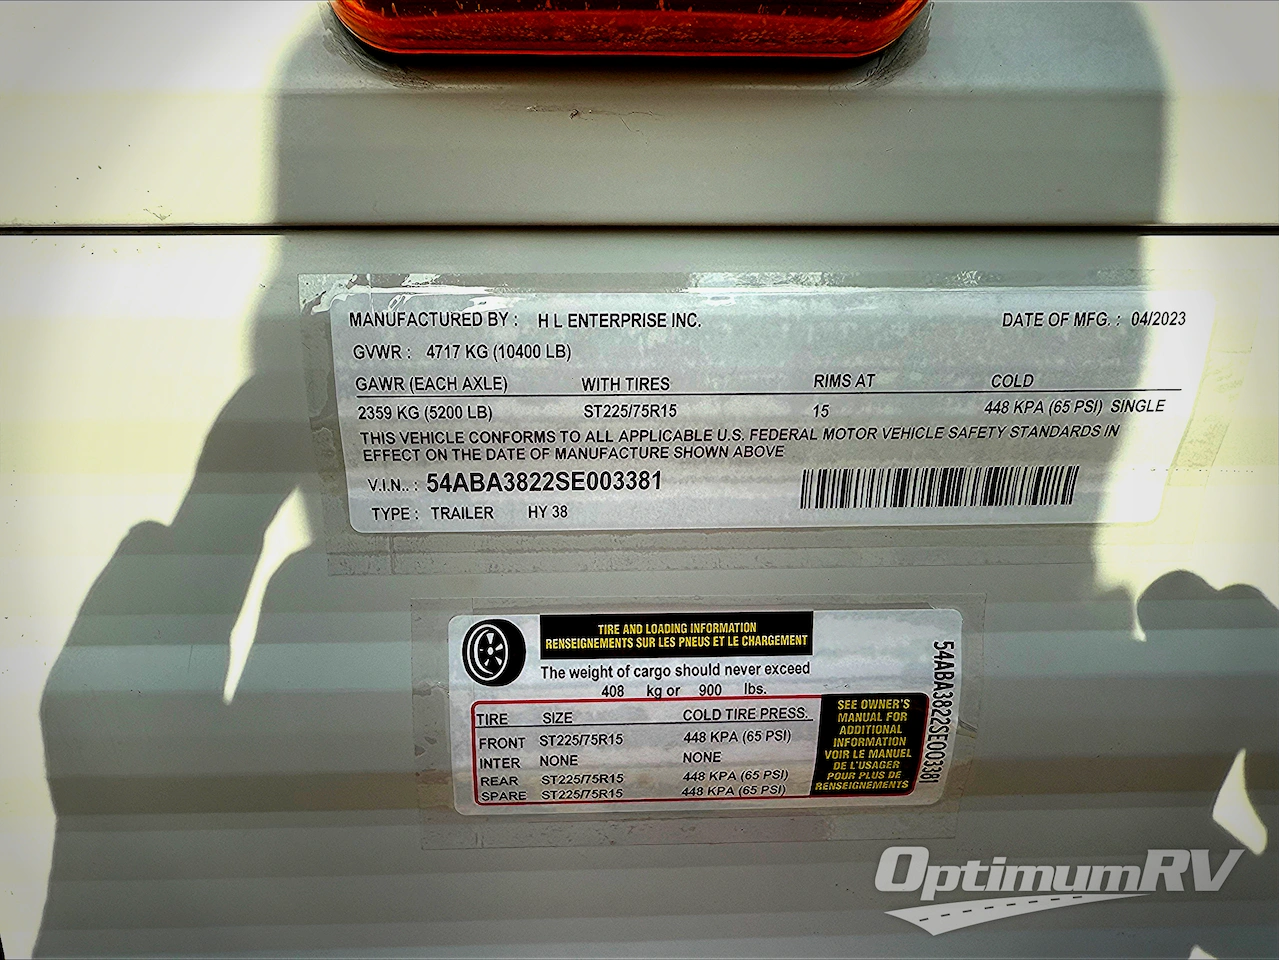 MANUFACTURED BY : H L ENTERPRISE INC. DATE OF MFG. : 04/2023
GVWR : 4717 KG (10400 LB)
GAWR (EACH AXLE) WITH TIRES RIMS AT COLD
2359 KG (5200 LB) ST225/75R15 15 448 KPA (65 PSI) SINGLE
THIS VEHICLE CONFORMS TO ALL APPLICABLE U.S. FEDERAL MOTOR VEHICLE SAFETY STANDARDS IN
EFFECT ON THE DATE OF MANUFACTURE SHOWN ABOVE
V.I.N.. : 54ABA3822SE003381
TYPE : TRAILER HY 38
TIRE AND LOADING INFORMATION
RENSEIGNEMENTS SUR LES PNEUS ET LE CHARGEMENT
The weight of cargo should never exceed
408 kg or 900 lbs.
TIRE SIZE COLD TIRE PRESS.
FRONT ST225/75R15 448 KPA (65 PSI)
INTER NONE NONE
REAR ST225/75R15 448 KPA (65 PSI)
SPARE ST225/75R15 448 KPA (65 PSI)
SEE OWNER'S
MANUAL FOR
ADDITIONAL
INFORMATION
VOIR LE MANUEL
DE L'USAGER
POUR PLUS DE
RENSEIGNEMENTS
54ABA3822SE003381
OptimumRV